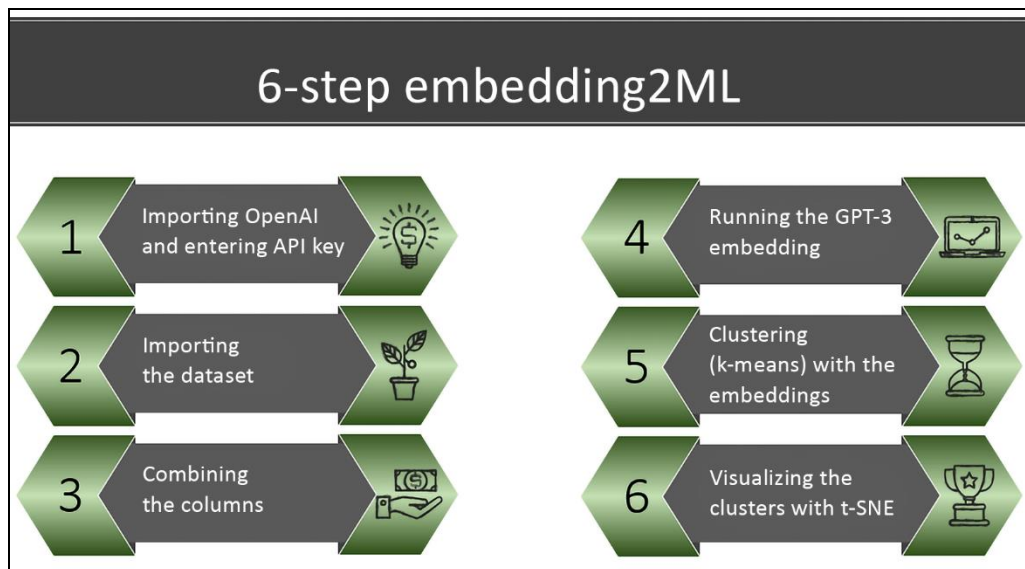 6-step embedding2ML
1
Importing OpenAI
and entering API key
$
2
Importing
the dataset
3
Combining
the columns
$
4
Running the GPT-3
embedding
5
Clustering
(k-means) with the
embeddings
6
Visualizing the
clusters with t-SNE